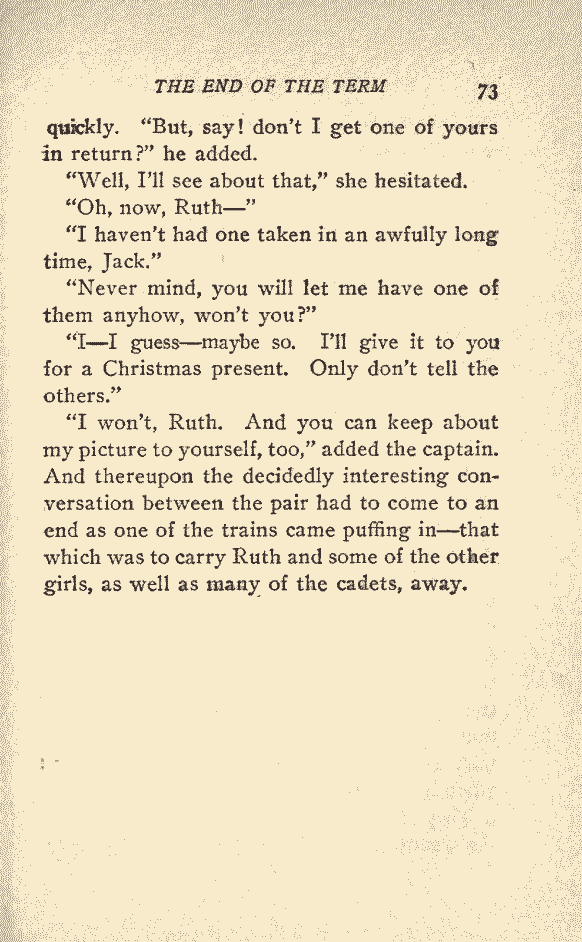 THE END OF THE TERM 73
quickly. “But, say! don’t I get one of yours
in return?” he added.
“Well, I’ll see about that,” she hesitated.
“Oh, now, Ruth—”
“I haven’t had one taken in an awfully long
time, Jack.”
“Never mind, you will let me have one of
them anyhow, won’t you?”
“I—I guess—maybe so. I’ll give it to you
for a Christmas present. Only don’t tell the
others.”
“I won’t, Ruth. And you can keep about
my picture to yourself, too,” added the captain.
And thereupon the decidedly interesting con-
versation between the pair had to come to an
end as one of the trains came puffing in—that
which was to carry Ruth and some of the other
girls, as well as many of the cadets, away.